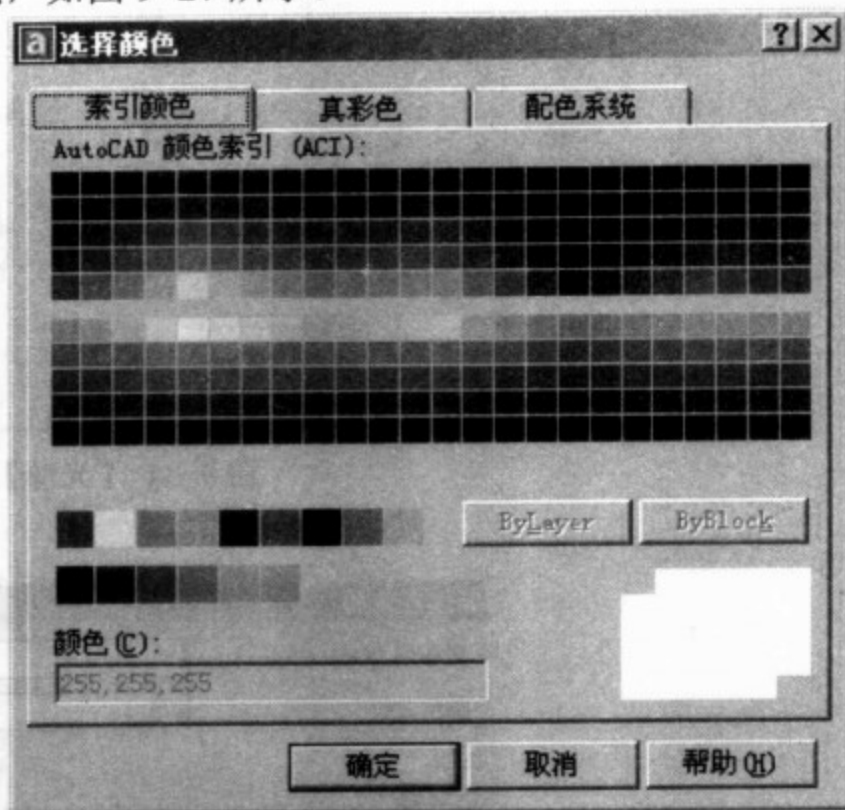 选择颜色
索引颜色 真彩色 配色系统
AutoCAD 颜色索引 (ACI):
ByLayer ByBlock
颜色(C):
255,255,255
确定 取消 帮助(H)